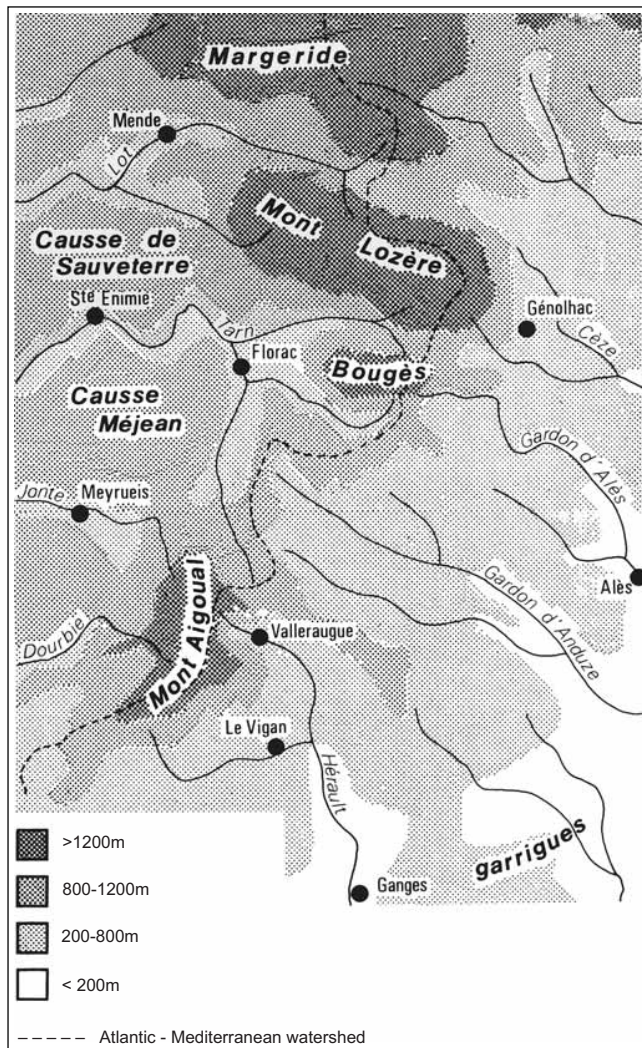 Margeride
Mende
Lot
Mont
Lozère
Causse de
Sauveterre
Ste Enimie
Génolhac
Tarn
Cèze
Florac
Bougès
Causse
Méjean
Gardon d'Alès
Jonte
Meyrueis
Alès
Mont Aigoual
Gardon d'Anduze
Dourbie
Valleraugue
Le Vigan
Hérault
garrigues
Ganges
>1200m
800-1200m
200-800m
< 200m
Atlantic - Mediterranean watershed